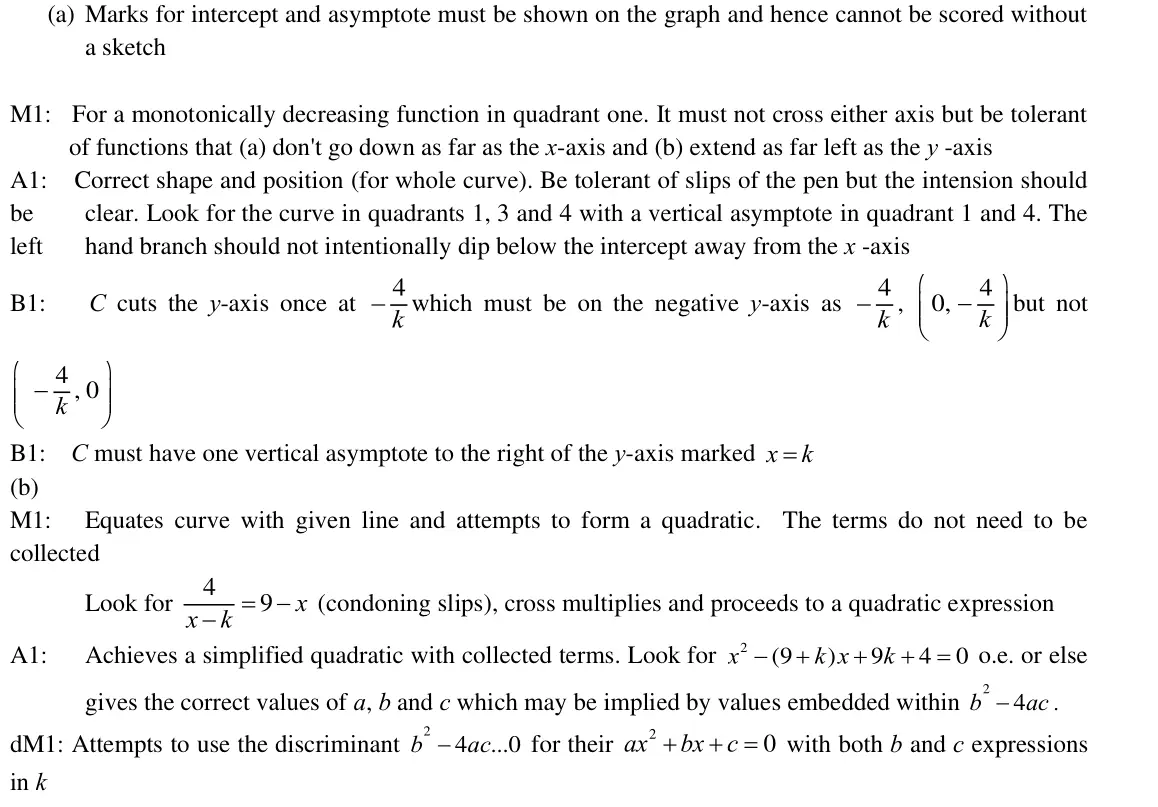 (a) Marks for intercept and asymptote must be shown on the graph and hence cannot be scored without
a sketch
M1: For a monotonically decreasing function in quadrant one. It must not cross either axis but be tolerant
of functions that (a) don't go down as far as the x-axis and (b) extend as far left as the y -axis
A1: Correct shape and position (for whole curve). Be tolerant of slips of the pen but the intension should
be clear. Look for the curve in quadrants 1, 3 and 4 with a vertical asymptote in quadrant 1 and 4. The
left hand branch should not intentionally dip below the intercept away from the x -axis
B1: C cuts the y-axis once at −4/k which must be on the negative y-axis as −4/k, (0, −4/k) but not
(−4/k, 0)
B1: C must have one vertical asymptote to the right of the y-axis marked x = k
(b)
M1: Equates curve with given line and attempts to form a quadratic. The terms do not need to be
collected
Look for 4/(x−k) = 9 − x (condoning slips), cross multiplies and proceeds to a quadratic expression
A1: Achieves a simplified quadratic with collected terms. Look for x² − (9 + k)x + 9k + 4 = 0 o.e. or else
gives the correct values of a, b and c which may be implied by values embedded within b² − 4ac .
dM1: Attempts to use the discriminant b² − 4ac...0 for their ax² + bx + c = 0 with both b and c expressions
in k